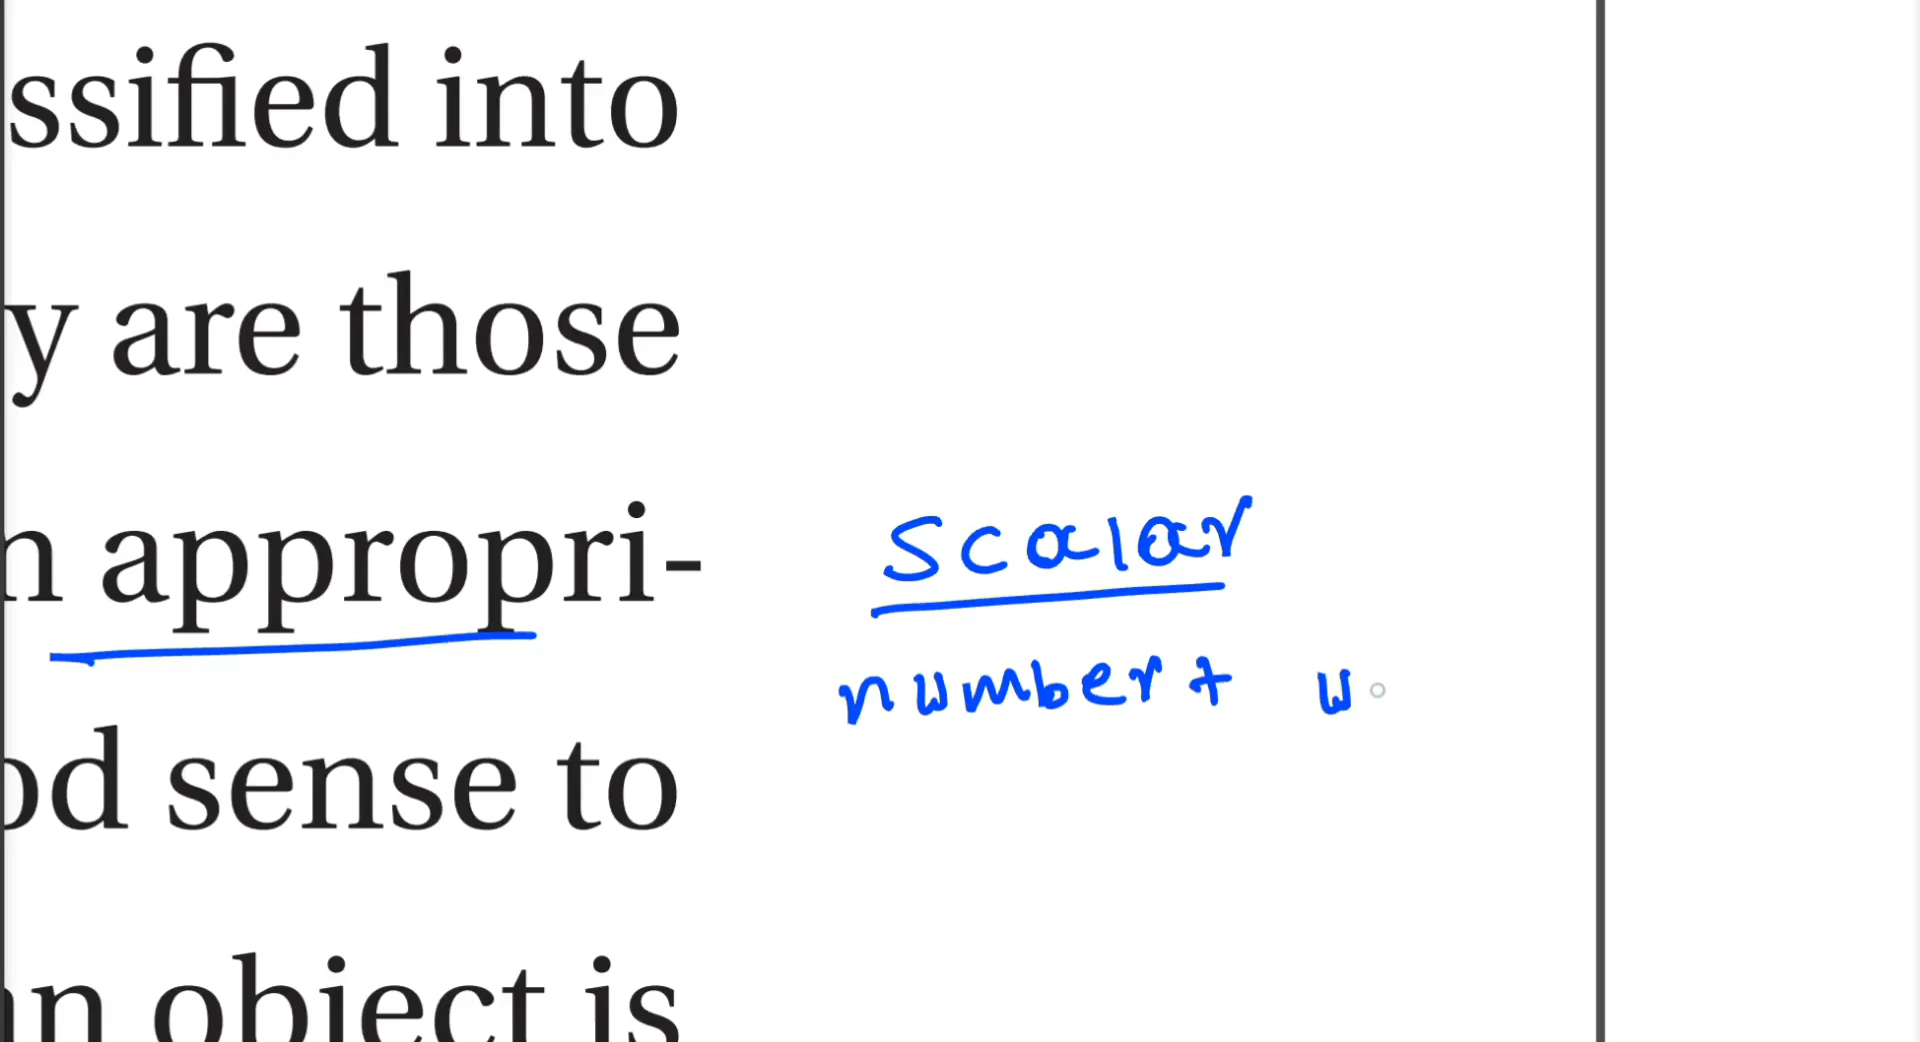 ssified into
y are those
n appropri-
scalar
number + u
od sense to
n object is